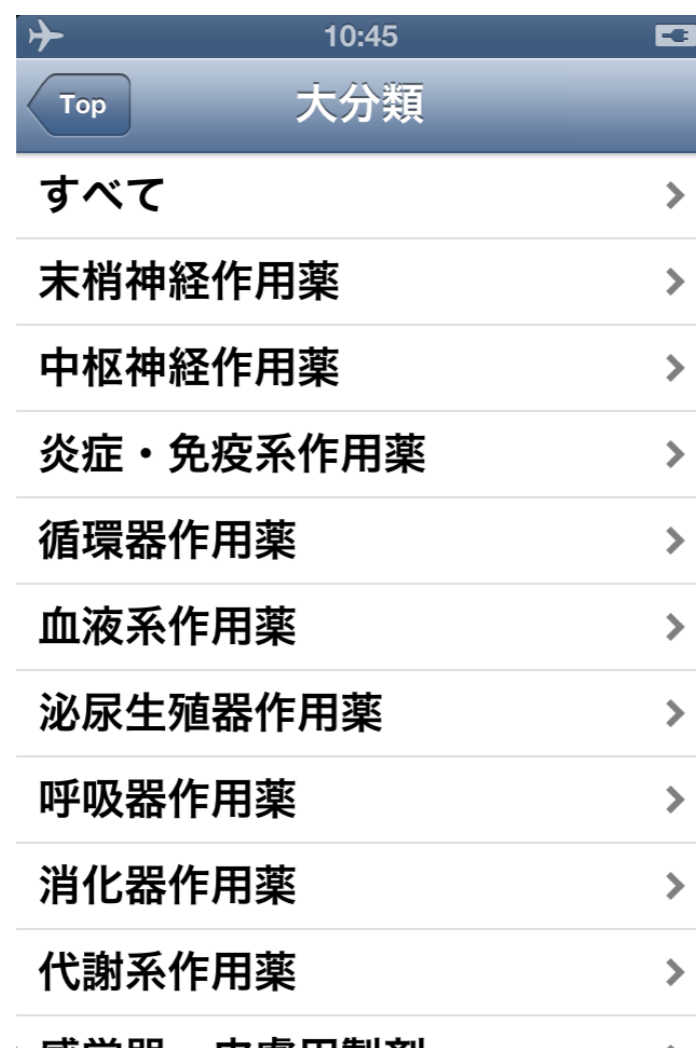 10:45
Top
大分類
すべて
末梢神経作用薬
中枢神経作用薬
炎症・免疫系作用薬
循環器作用薬
血液系作用薬
泌尿生殖器作用薬
呼吸器作用薬
消化器作用薬
代謝系作用薬